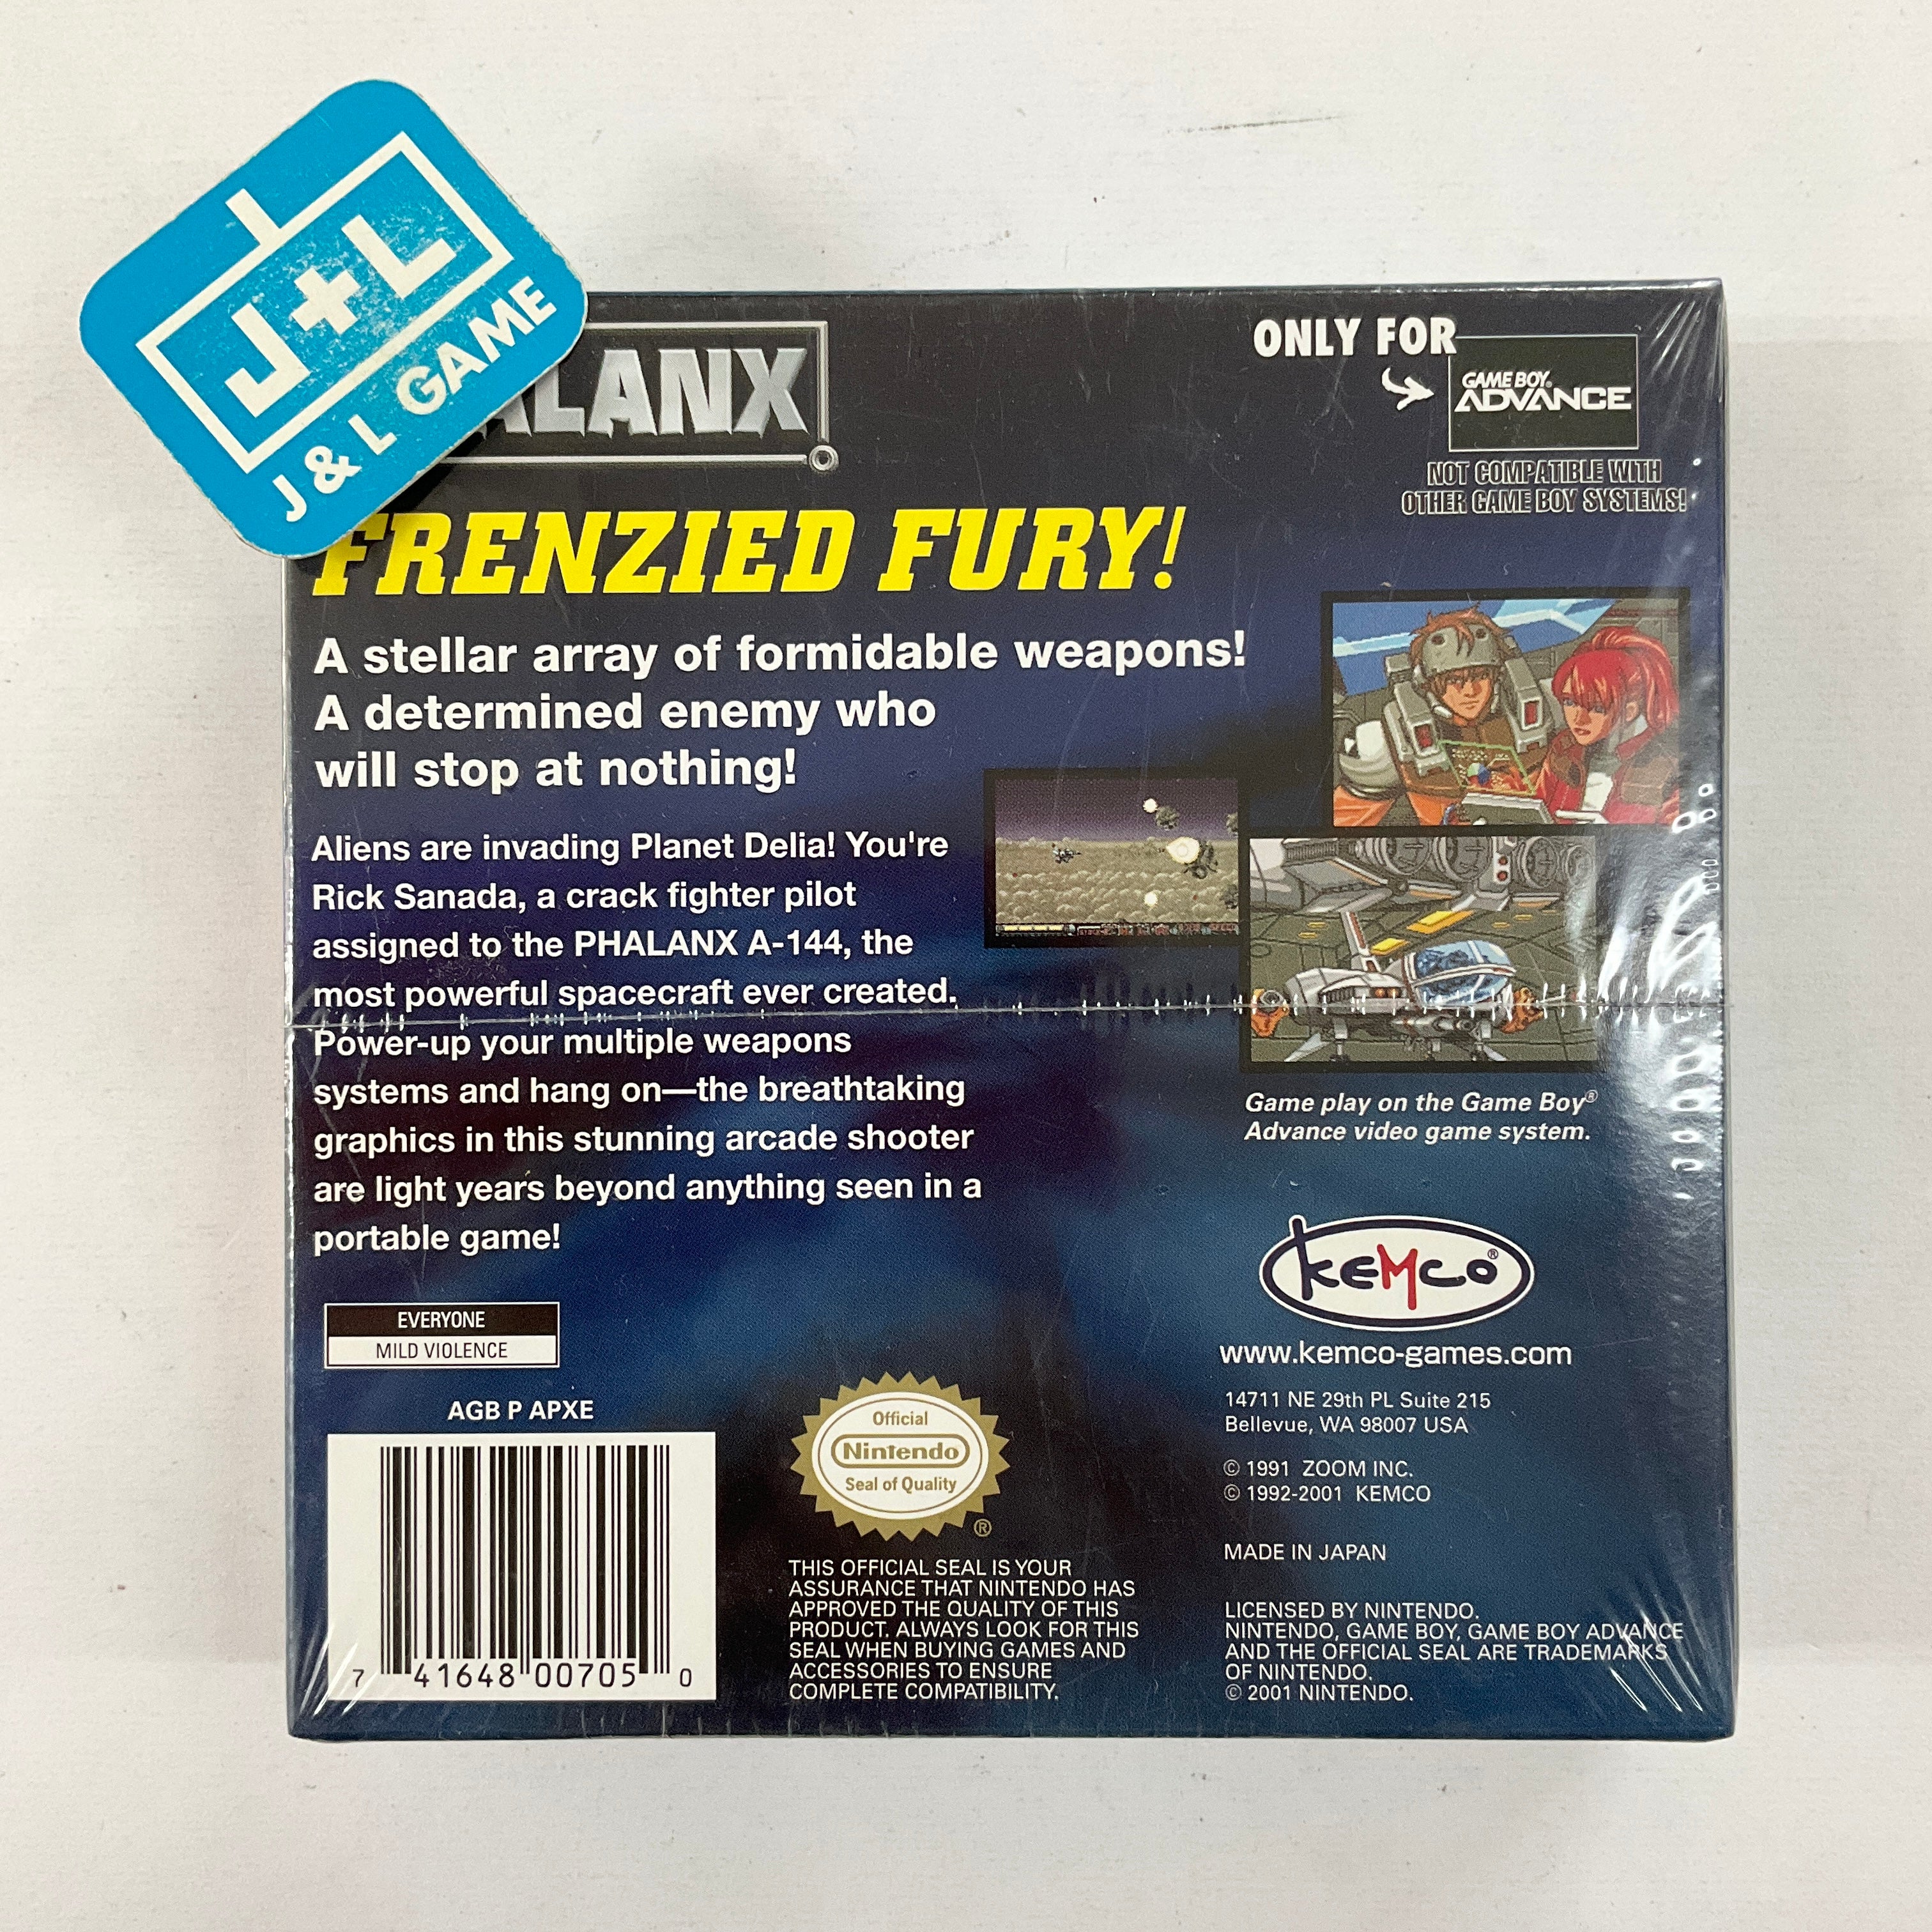 J+L
J & L GAME
ALANX
ONLY FOR
GAME BOY
ADVANCE
NOT COMPATIBLE WITH
OTHER GAME BOY SYSTEMS!
FRENZIED FURY!
A stellar array of formidable weapons!
A determined enemy who
will stop at nothing!
Aliens are invading Planet Delia! You're
Rick Sanada, a crack fighter pilot
assigned to the PHALANX A-144, the
most powerful spacecraft ever created.
Power-up your multiple weapons
systems and hang on—the breathtaking
graphics in this stunning arcade shooter
are light years beyond anything seen in a
portable game!
Game play on the Game Boy®
Advance video game system.
KEMCO®
www.kemco-games.com
14711 NE 29th PL Suite 215
Bellevue, WA 98007 USA
© 1991 ZOOM INC.
© 1992-2001 KEMCO
MADE IN JAPAN
LICENSED BY NINTENDO.
NINTENDO, GAME BOY, GAME BOY ADVANCE
AND THE OFFICIAL SEAL ARE TRADEMARKS
OF NINTENDO.
© 2001 NINTENDO.
EVERYONE
MILD VIOLENCE
AGB P APXE
7 41648 00705 0
Official
Nintendo
Seal of Quality
®
THIS OFFICIAL SEAL IS YOUR
ASSURANCE THAT NINTENDO HAS
APPROVED THE QUALITY OF THIS
PRODUCT. ALWAYS LOOK FOR THIS
SEAL WHEN BUYING GAMES AND
ACCESSORIES TO ENSURE
COMPLETE COMPATIBILITY.